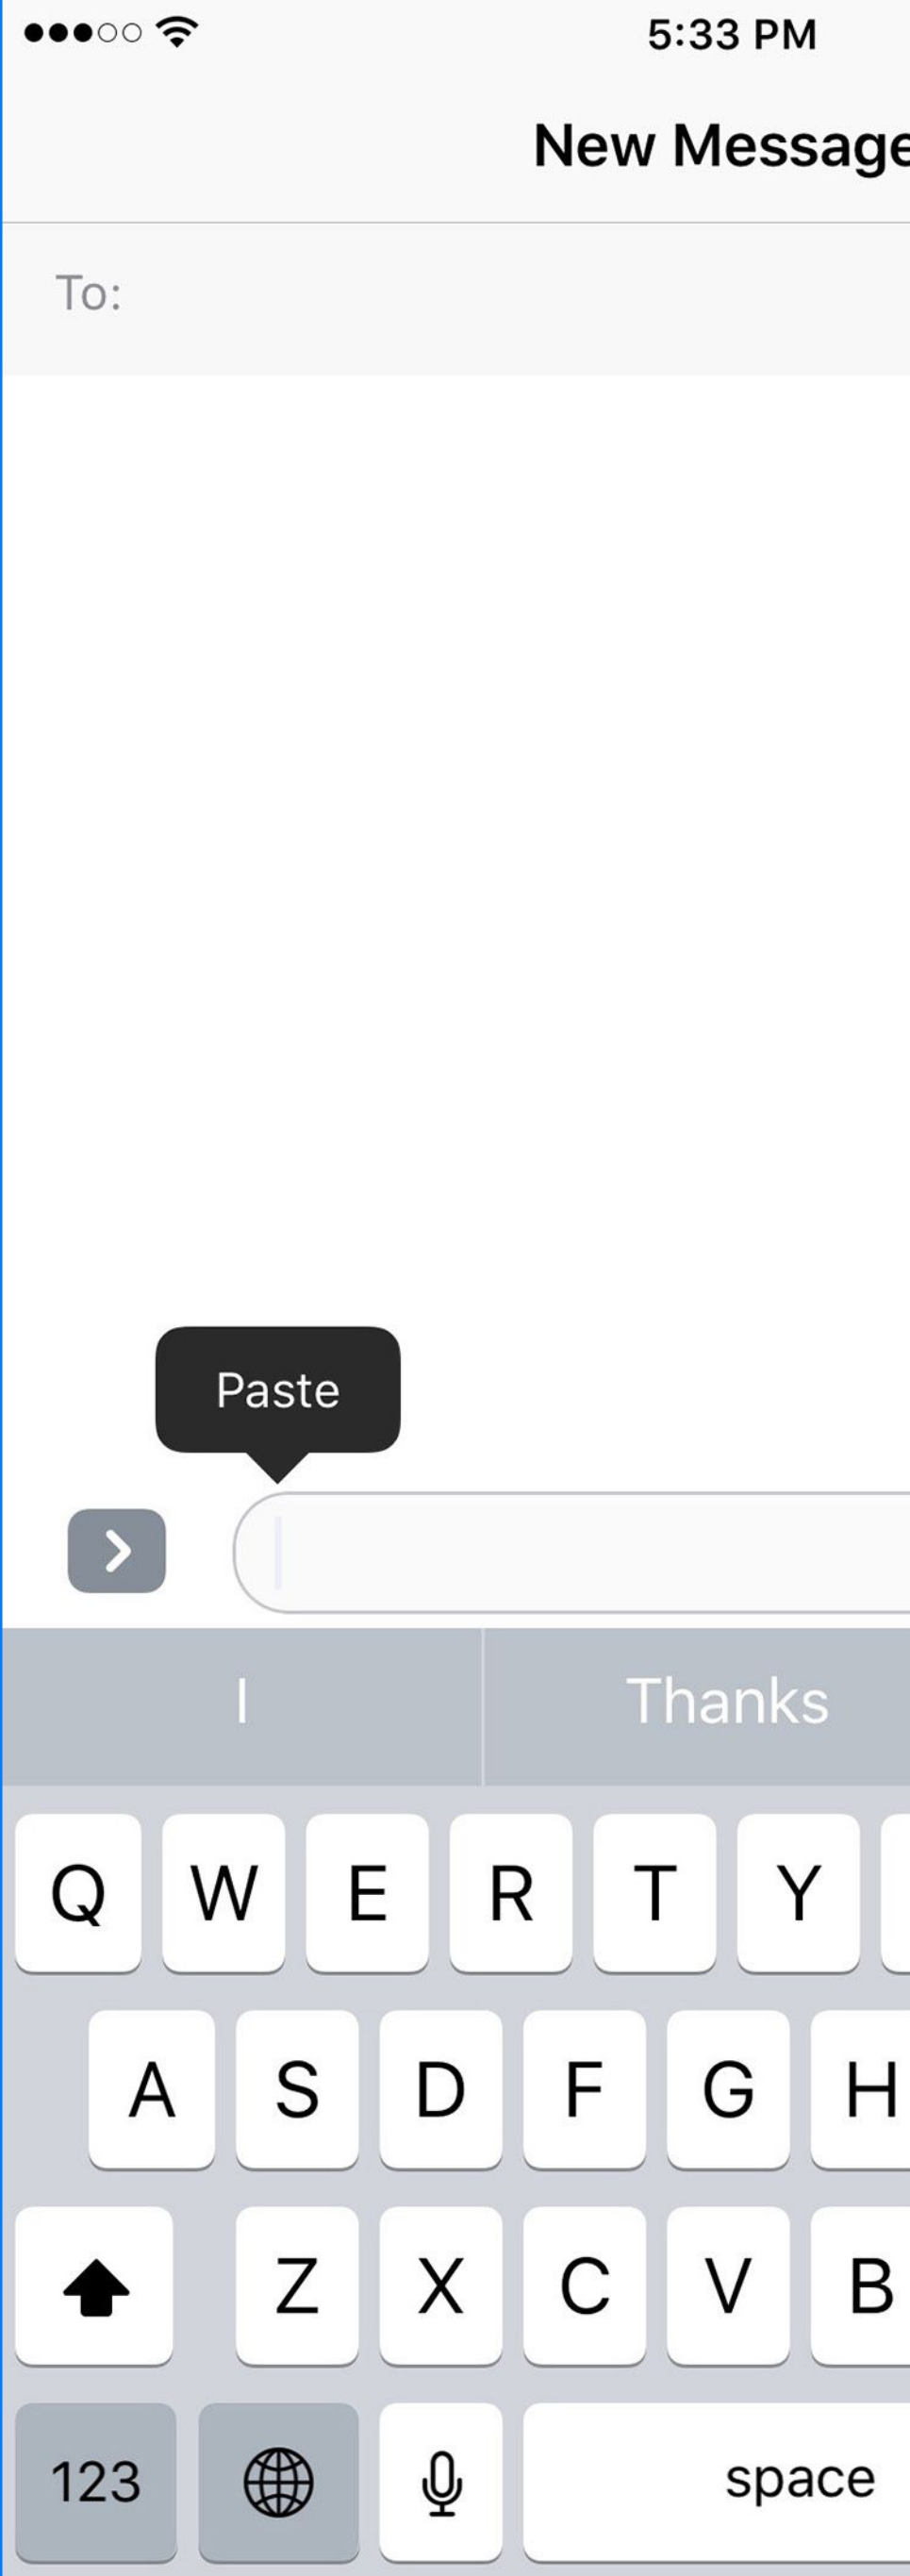 5:33 PM
New Message
To:
Paste
I
Thanks
Q W E R T Y
A S D F G H
Z X C V B
123 space